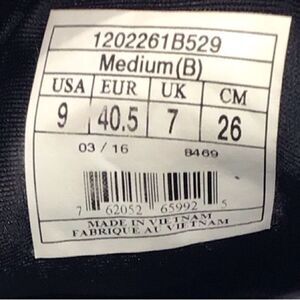 1202261B529
Medium(B)
USA EUR UK CM
9 40.5 7 26
03 / 16 8469
7 62052 65992 5
MADE IN VIETNAM
FABRIQUE AU VIETNAM